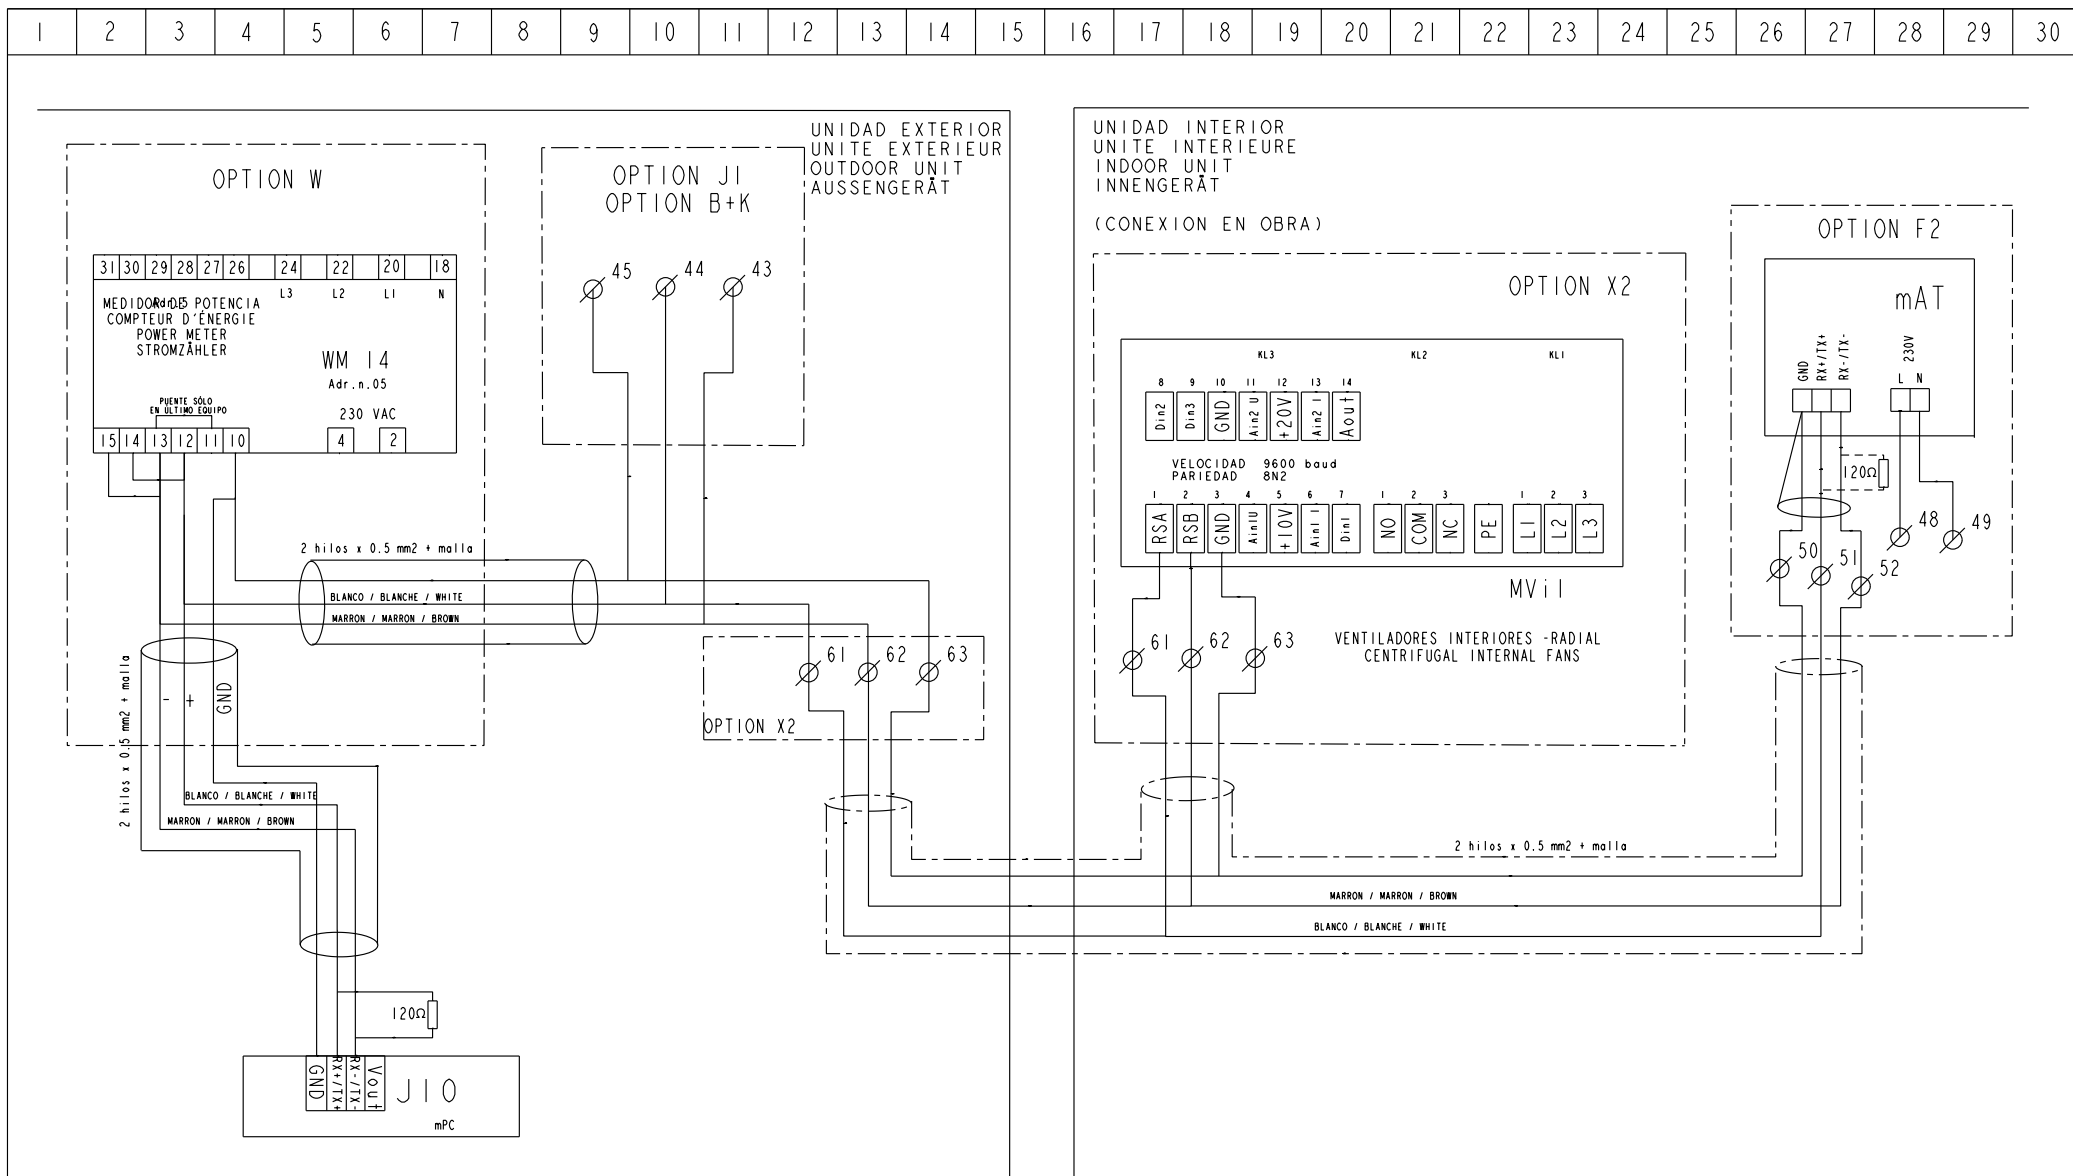 1 2 3 4 5 6 7 8 9 10 11 12 13 14 15 16 17 18 19 20 21 22 23 24 25 26 27 28 29 30
UNIDAD EXTERIOR
UNITE EXTERIEUR
OUTDOOR UNIT
AUSSENGERÄT
OPTION W
31 30 29 28 27 26 24 22 20 18
L3 L2 L1 N
MEDIDOR DE POTENCIA
Adr.5
COMPTEUR D'ÉNERGIE
POWER METER
STROMZÄHLER
WM 14
Adr.n.05
PUENTE SÓLO
EN ÚLTIMO EQUIPO
230 VAC
15 14 13 12 11 10 4 2
OPTION J1
OPTION B+K
45 44 43
2 hilos x 0.5 mm2 + malla
BLANCO / BLANCHE / WHITE
MARRON / MARRON / BROWN
61 62 63
OPTION X2
- + GND
2 hilos x 0.5 mm2 + malla
BLANCO / BLANCHE / WHITE
MARRON / MARRON / BROWN
120Ω
GND RX+/TX+ RX-/TX- Vout
J10
mPC
UNIDAD INTERIOR
UNITE INTERIEURE
INDOOR UNIT
INNENGERÄT
(CONEXION EN OBRA)
OPTION X2
KL3 KL2 KL1
8 9 10 11 12 13 14
Din2 Din3 GND Ain2 U +20V Ain2 I Aout
VELOCIDAD 9600 baud
PARIEDAD 8N2
1 2 3 4 5 6 7 1 2 3 1 2 3
RSA RSB GND Ain1U +10V Ain1 I Din1 NO COM NC PE L1 L2 L3
MVi1
61 62 63
VENTILADORES INTERIORES -RADIAL
CENTRIFUGAL INTERNAL FANS
OPTION F2
mAT
GND RX+/TX+ RX-/TX- 230V
L N
120Ω
48 49
50 51 52
2 hilos x 0.5 mm2 + malla
MARRON / MARRON / BROWN
BLANCO / BLANCHE / WHITE